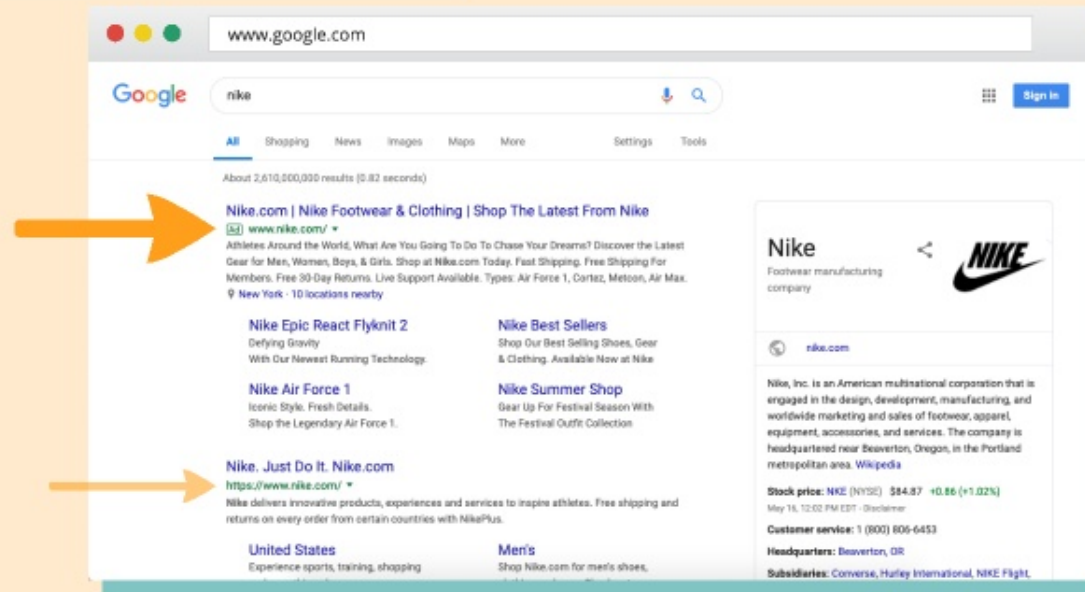 www.google.com
Google
nike
Sign in
All Shopping News Images Maps More Settings Tools
About 2,610,000,000 results (0.82 seconds)
Nike.com | Nike Footwear & Clothing | Shop The Latest From Nike
Ad www.nike.com/
Athletes Around the World, What Are You Going To Do To Chase Your Dreams? Discover the Latest
Gear for Men, Women, Boys, & Girls. Shop at Nike.com Today. Fast Shipping. Free Shipping For
Members. Free 30-Day Returns. Live Support Available. Types: Air Force 1, Cortez, Metcon, Air Max.
New York · 10 locations nearby
Nike Epic React Flyknit 2
Defying Gravity
With Our Newest Running Technology.
Nike Best Sellers
Shop Our Best Selling Shoes, Gear
& Clothing. Available Now at Nike
Nike Air Force 1
Iconic Style. Fresh Details.
Shop the Legendary Air Force 1.
Nike Summer Shop
Gear Up For Festival Season With
The Festival Outfit Collection
Nike. Just Do It. Nike.com
https://www.nike.com/
Nike delivers innovative products, experiences and services to inspire athletes. Free shipping and
returns on every order from certain countries with NikePlus.
United States
Experience sports, training, shopping
Men's
Shop Nike.com for men's shoes,
Nike
Footwear manufacturing
company
NIKE
nike.com
Nike, Inc. is an American multinational corporation that is
engaged in the design, development, manufacturing, and
worldwide marketing and sales of footwear, apparel,
equipment, accessories, and services. The company is
headquartered near Beaverton, Oregon, in the Portland
metropolitan area. Wikipedia
Stock price: NKE (NYSE) $84.87 +0.86 (+1.02%)
May 16, 12:02 PM EDT - Disclaimer
Customer service: 1 (800) 806-6453
Headquarters: Beaverton, OR
Subsidiaries: Converse, Hurley International, NIKE Flight,